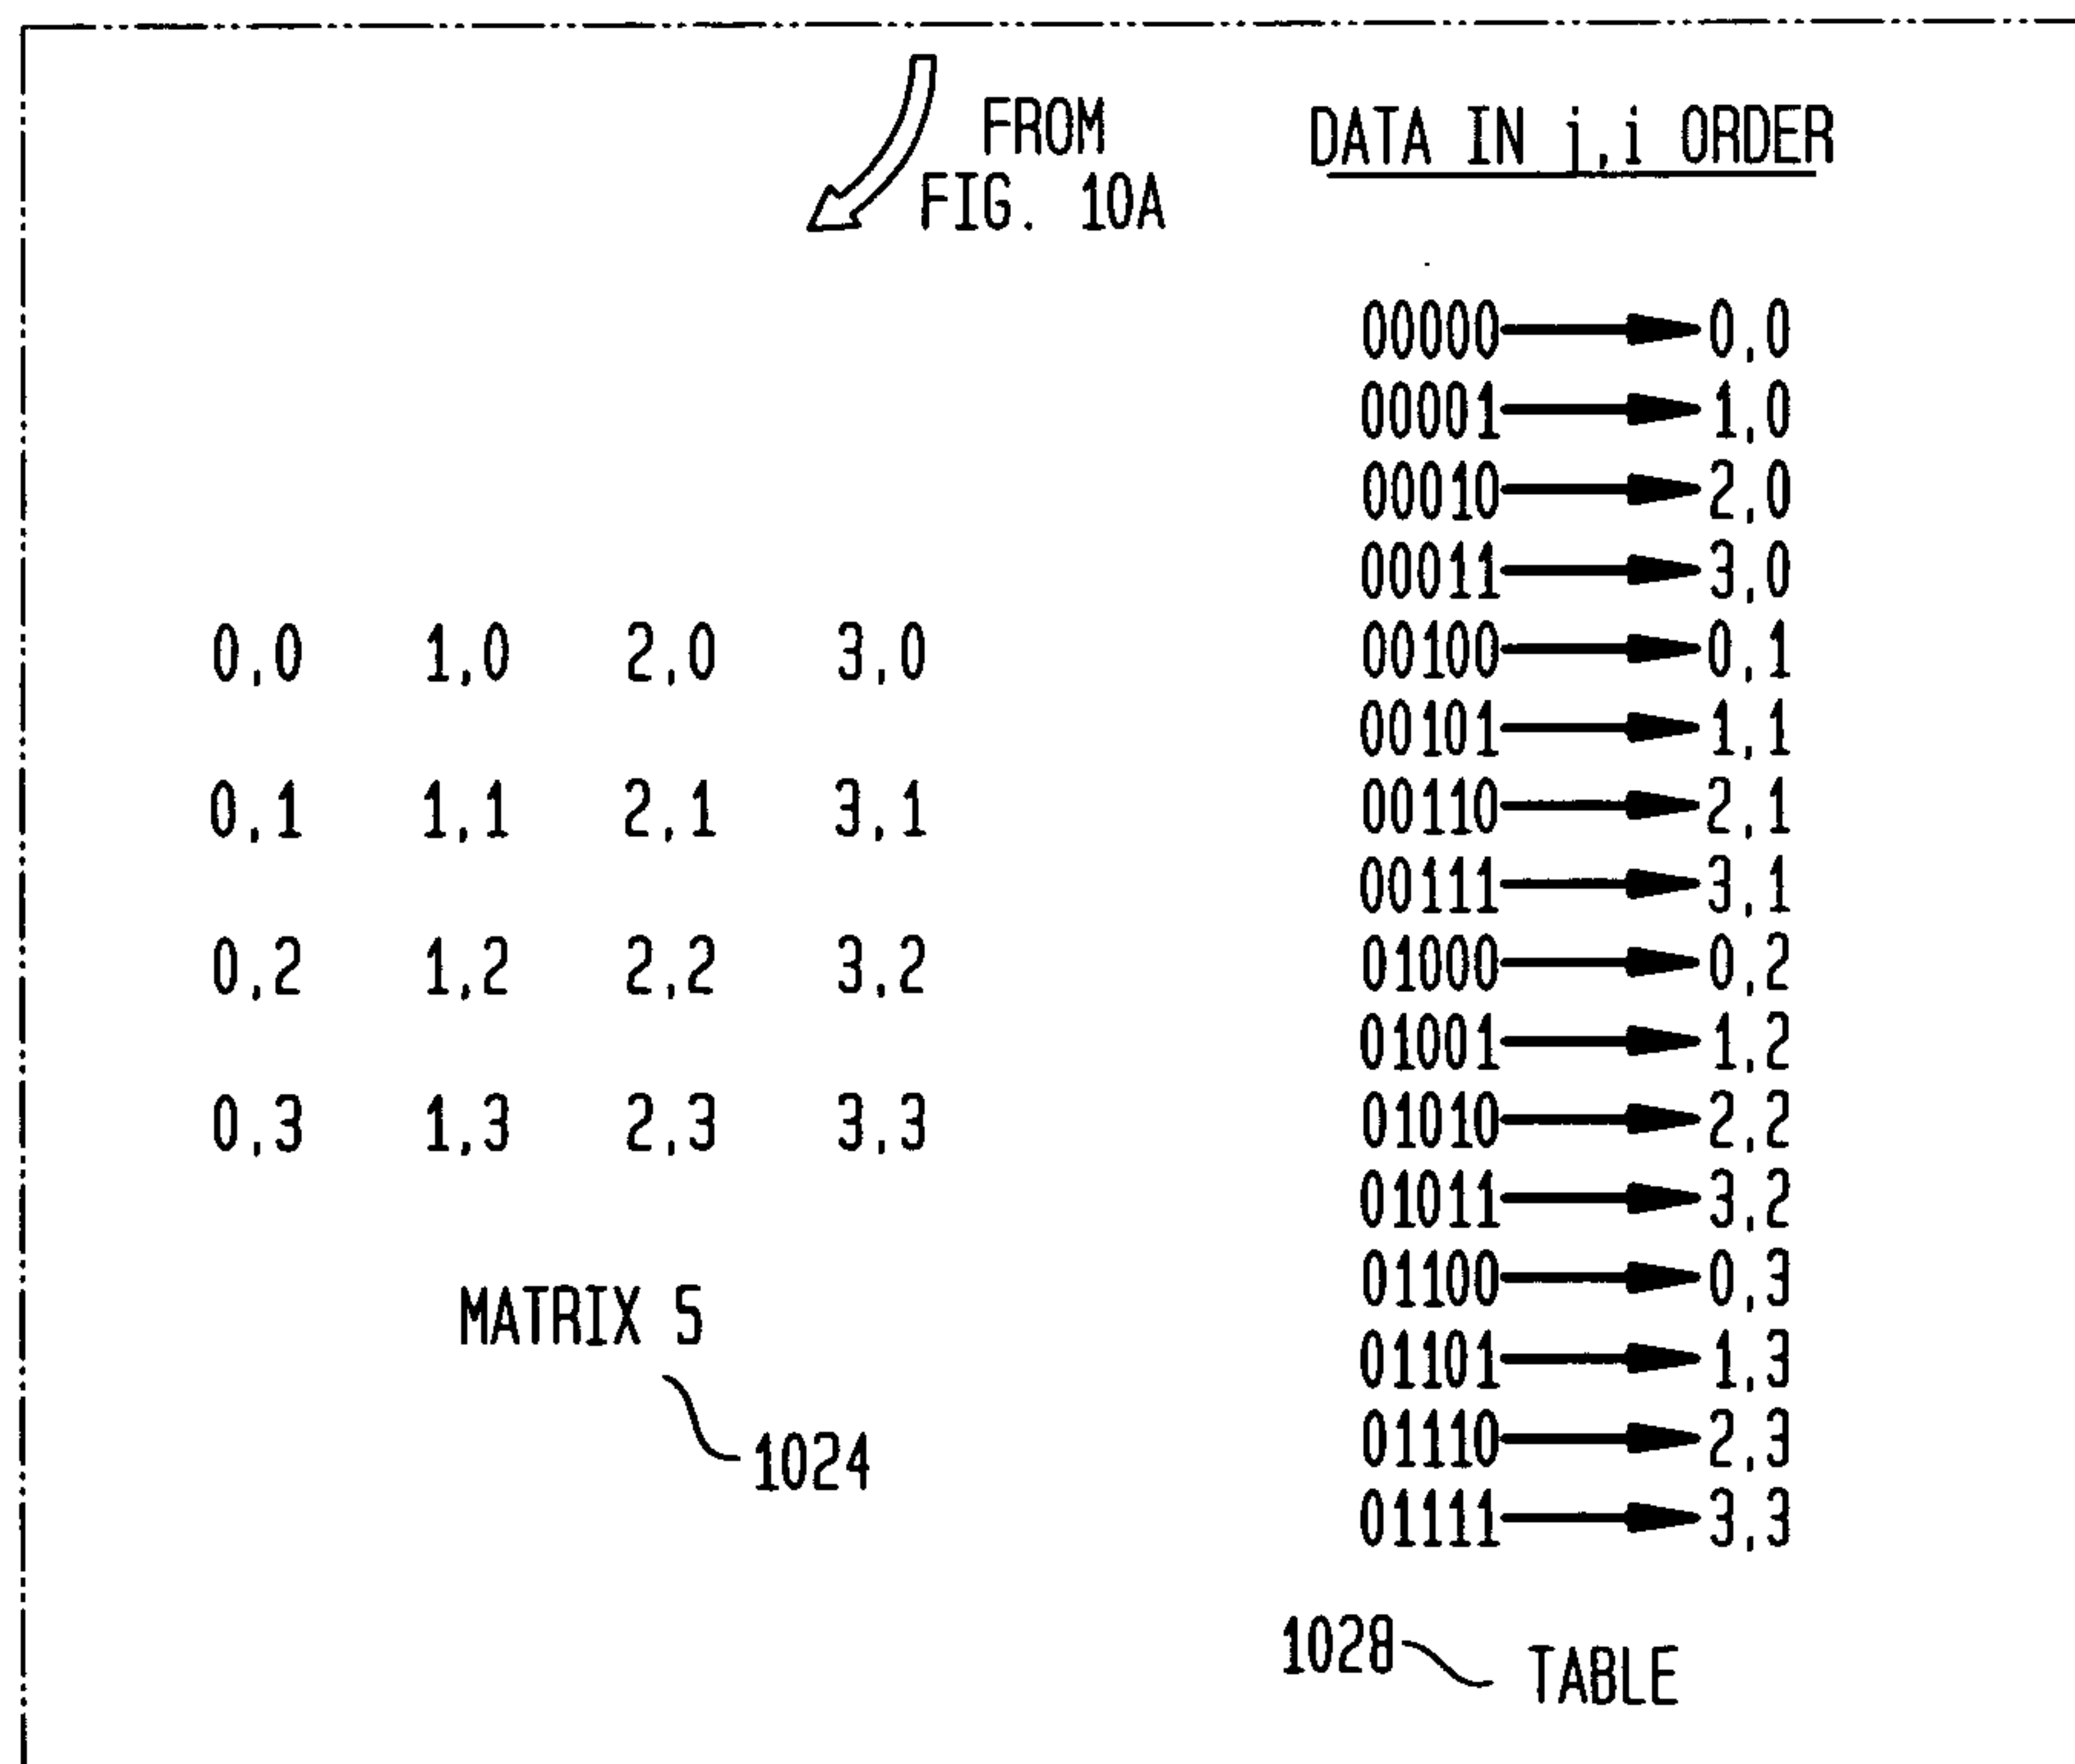 FROM
FIG. 10A
DATA IN j,i ORDER
0,0 1,0 2,0 3,0
0,1 1,1 2,1 3,1
0,2 1,2 2,2 3,2
0,3 1,3 2,3 3,3
MATRIX S
1024
00000 0,0
00001 1,0
00010 2,0
00011 3,0
00100 0,1
00101 1,1
00110 2,1
00111 3,1
01000 0,2
01001 1,2
01010 2,2
01011 3,2
01100 0,3
01101 1,3
01110 2,3
01111 3,3
1028 TABLE